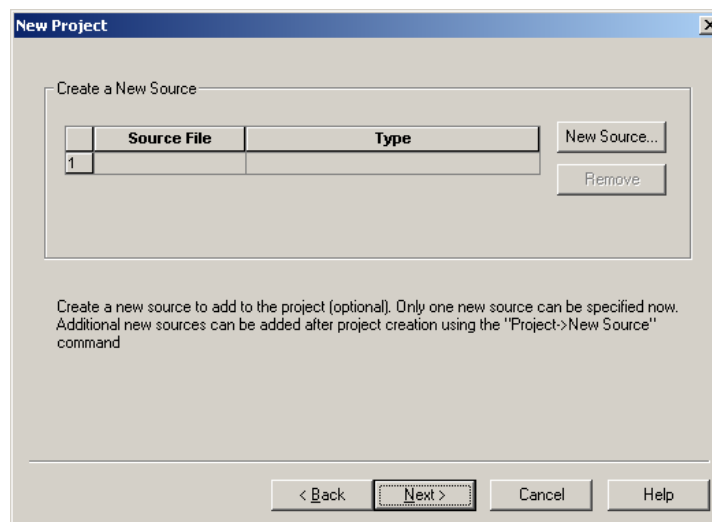 New Project
Create a New Source
Source File Type
1
New Source...
Remove
Create a new source to add to the project (optional). Only one new source can be specified now.
Additional new sources can be added after project creation using the "Project->New Source"
command
< Back Next > Cancel Help